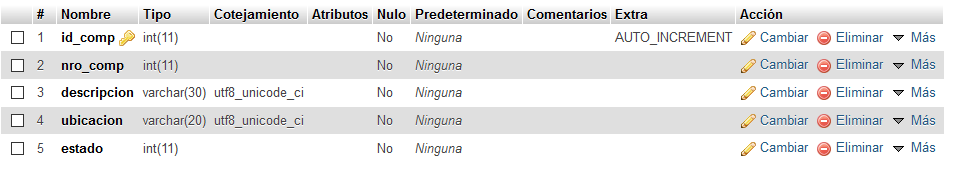 # Nombre Tipo Cotejamiento Atributos Nulo Predeterminado Comentarios Extra Acción
1 id_comp int(11) No Ninguna AUTO_INCREMENT Cambiar Eliminar Más
2 nro_comp int(11) No Ninguna Cambiar Eliminar Más
3 descripcion varchar(30) utf8_unicode_ci No Ninguna Cambiar Eliminar Más
4 ubicacion varchar(20) utf8_unicode_ci No Ninguna Cambiar Eliminar Más
5 estado int(11) No Ninguna Cambiar Eliminar Más